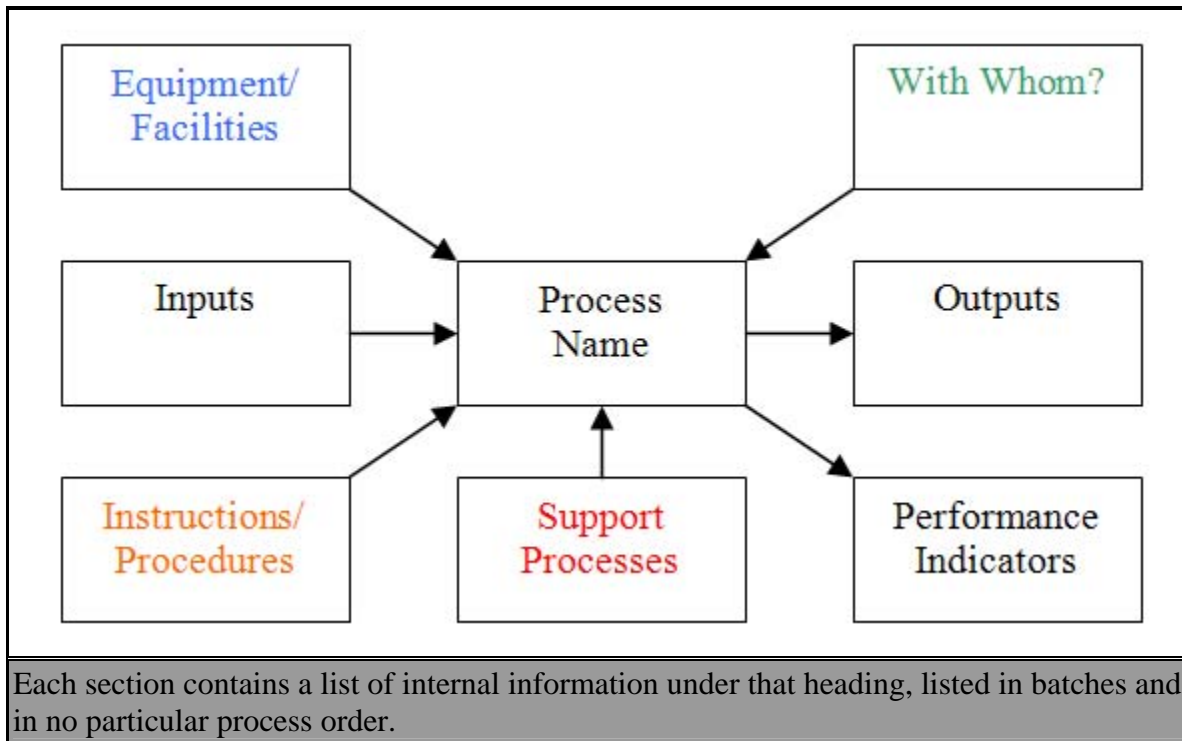 Equipment/
Facilities
With Whom?
Inputs
Process
Name
Outputs
Instructions/
Procedures
Support
Processes
Performance
Indicators
Each section contains a list of internal information under that heading, listed in batches and
in no particular process order.